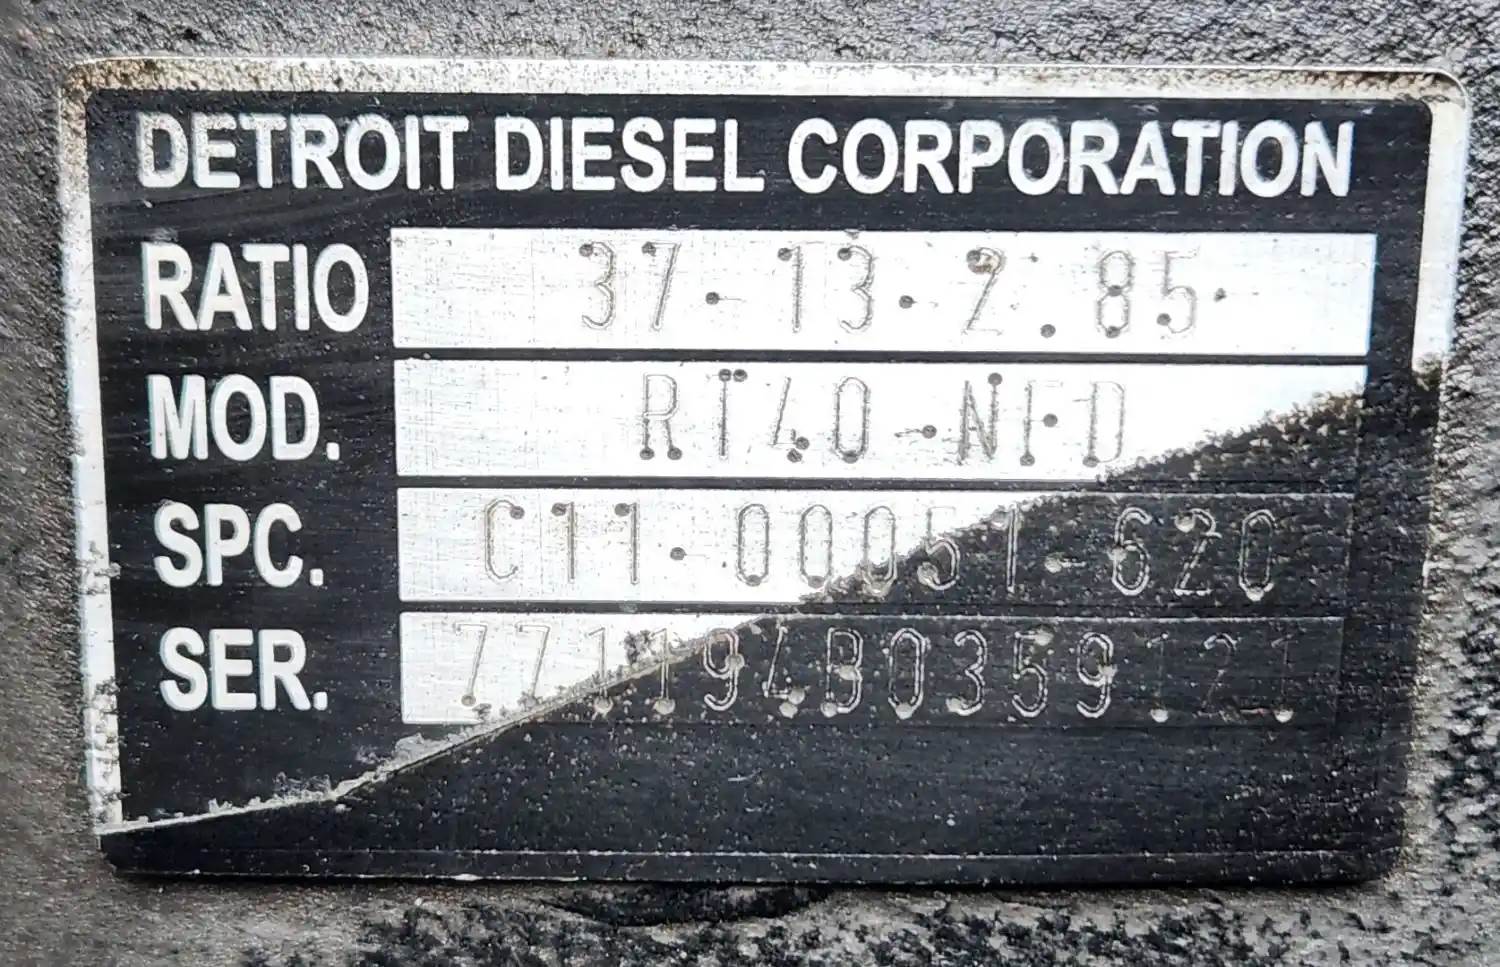 DETROIT DIESEL CORPORATION
RATIO 37-13-2.85
MOD. RT40-NFD
SPC. C11-00051-620
SER. 771194B0359121